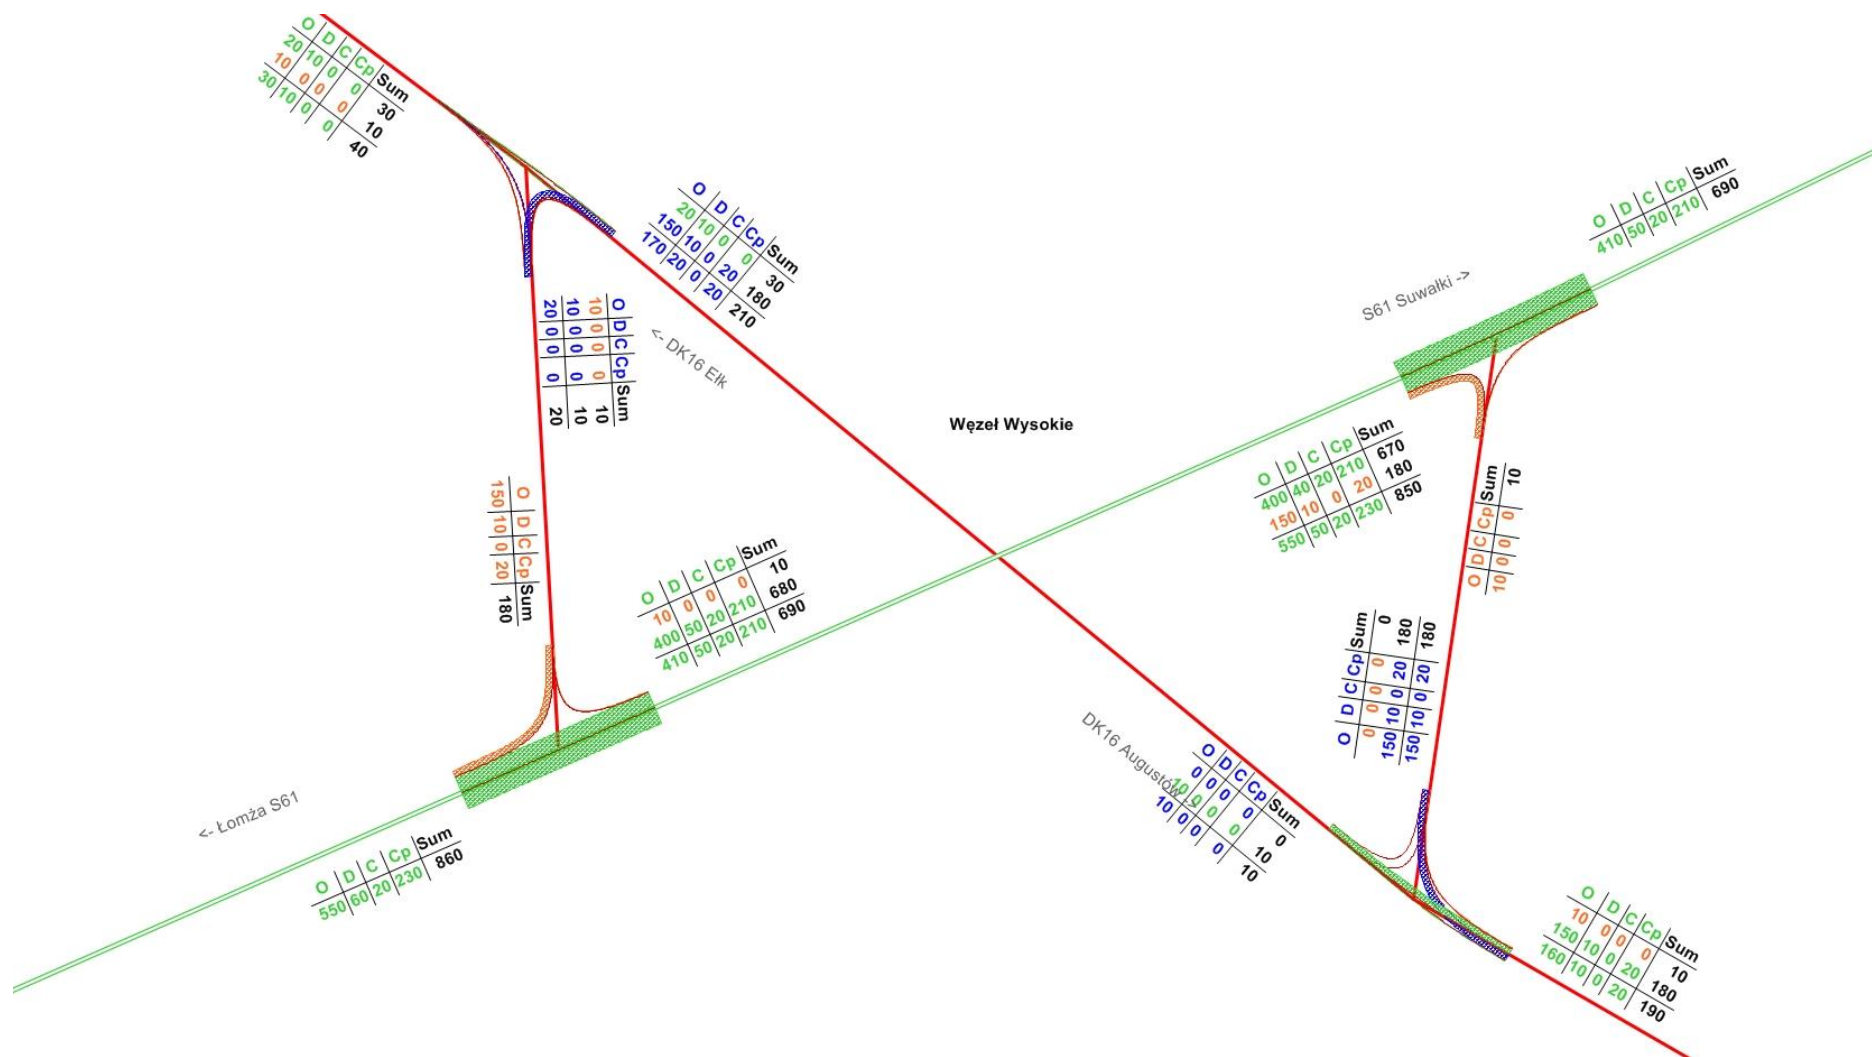 O D C Cp Sum
20 10 0 0 30
10 0 0 0 10
30 10 0 0 40
O D C Cp Sum
20 10 0 0 30
150 10 0 20 180
170 20 0 20 210
O D C Cp Sum
410 50 20 210 690
S61 Suwałki ->
<- DK16 Ełk
O D C Cp Sum
10 0 0 0 10
10 0 0 0 10
20 0 0 0 20
Węzeł Wysokie
O D C Cp Sum
400 40 20 210 670
150 10 0 20 180
550 50 20 230 850
O D C Cp Sum
150 10 0 20 180
O D C Cp Sum
10 0 0 0 10
O D C Cp Sum
10 0 0 0 10
400 50 20 210 680
410 50 20 210 690
O D C Cp Sum
0 0 0 0 0
150 10 0 20 180
150 10 0 20 180
<- Łomża S61
DK16 Augustów ->
O D C Cp Sum
0 0 0 0 0
10 0 0 0 10
10 0 0 0 10
O D C Cp Sum
550 60 20 230 860
O D C Cp Sum
10 0 0 0 10
150 10 0 20 180
160 10 0 20 190